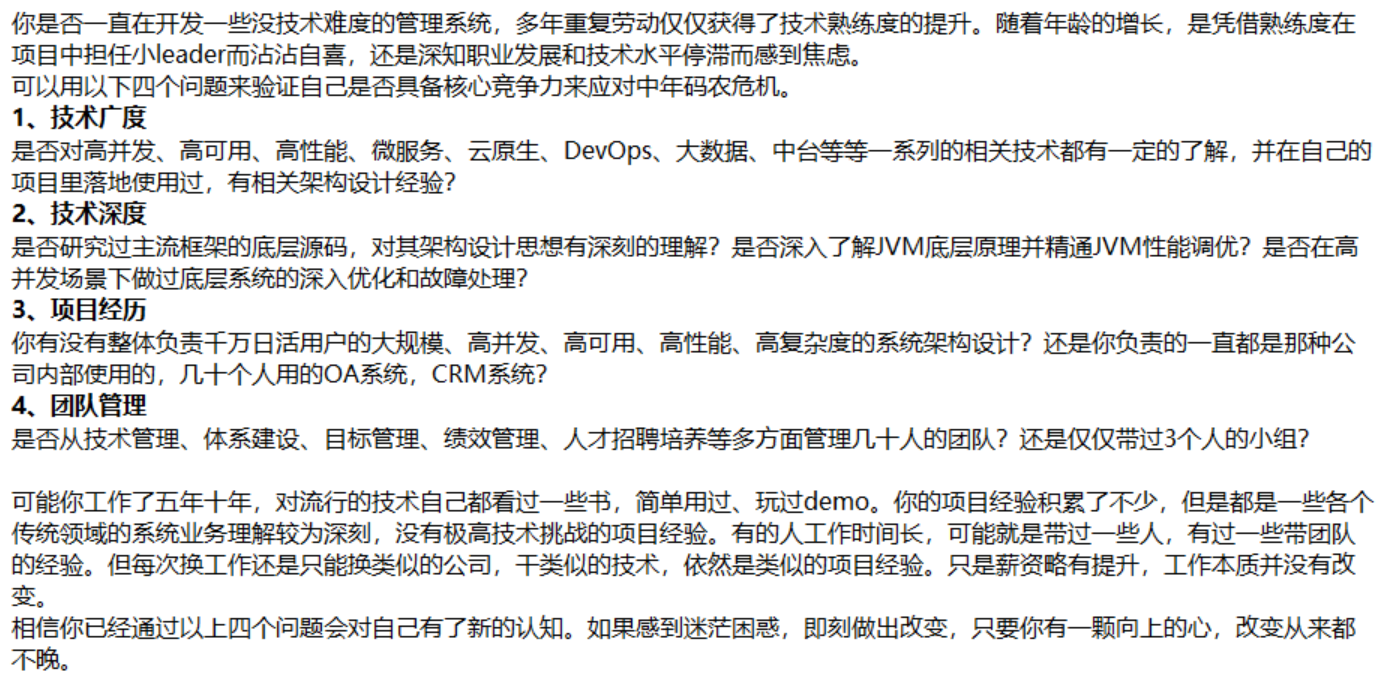 你是否一直在开发一些没技术难度的管理系统，多年重复劳动仅仅获得了技术熟练度的提升。随着年龄的增长，是凭借熟练度在
项目中担任小leader而沾沾自喜，还是深知职业发展和技术水平停滞而感到焦虑。
可以用以下四个问题来验证自己是否具备核心竞争力来应对中年码农危机。
1、技术广度
是否对高并发、高可用、高性能、微服务、云原生、DevOps、大数据、中台等等一系列的相关技术都有一定的了解，并在自己的
项目里落地使用过，有相关架构设计经验？
2、技术深度
是否研究过主流框架的底层源码，对其架构设计思想有深刻的理解？是否深入了解JVM底层原理并精通JVM性能调优？是否在高
并发场景下做过底层系统的深入优化和故障处理？
3、项目经历
你有没有整体负责千万日活用户的大规模、高并发、高可用、高性能、高复杂度的系统架构设计？还是你负责的一直都是那种公
司内部使用的，几十个人用的OA系统，CRM系统？
4、团队管理
是否从技术管理、体系建设、目标管理、绩效管理、人才招聘培养等多方面管理几十人的团队？还是仅仅带过3个人的小组？
可能你工作了五年十年，对流行的技术自己都看过一些书，简单用过、玩过demo。你的项目经验积累了不少，但是都是一些各个
传统领域的系统业务理解较为深刻，没有极高技术挑战的项目经验。有的人工作时间长，可能就是带过一些人，有过一些带团队
的经验。但每次换工作还是只能换类似的公司，干类似的技术，依然是类似的项目经验。只是薪资略有提升，工作本质并没有改
变。
相信你已经通过以上四个问题会对自己有了新的认知。如果感到迷茫困惑，即刻做出改变，只要你有一颗向上的心，改变从来都
不晚。